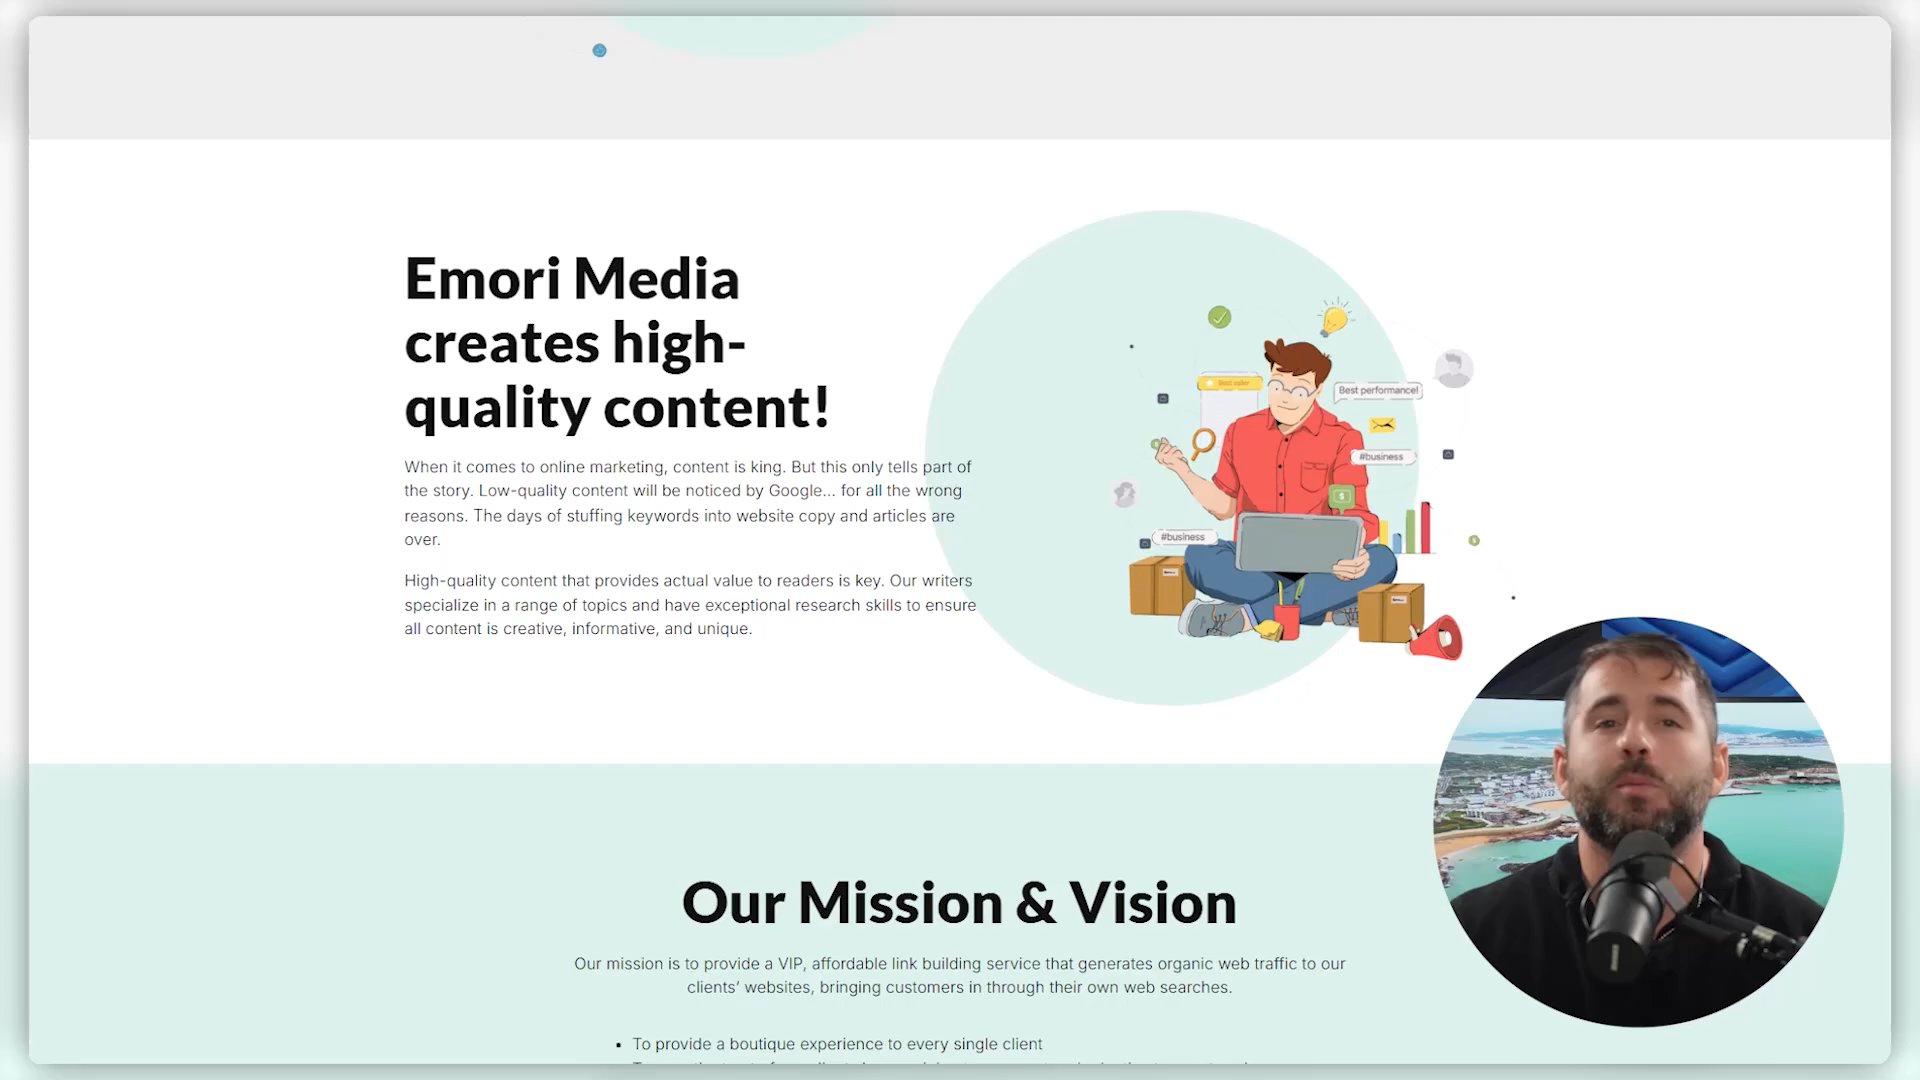 Emori Media
creates high-
quality content!
When it comes to online marketing, content is king. But this only tells part of
the story. Low-quality content will be noticed by Google... for all the wrong
reasons. The days of stuffing keywords into website copy and articles are
over.
High-quality content that provides actual value to readers is key. Our writers
specialize in a range of topics and have exceptional research skills to ensure
all content is creative, informative, and unique.
Best seller
Best performance!
#business
#business
Our Mission & Vision
Our mission is to provide a VIP, affordable link building service that generates organic web traffic to our
clients’ websites, bringing customers in through their own web searches.
• To provide a boutique experience to every single client